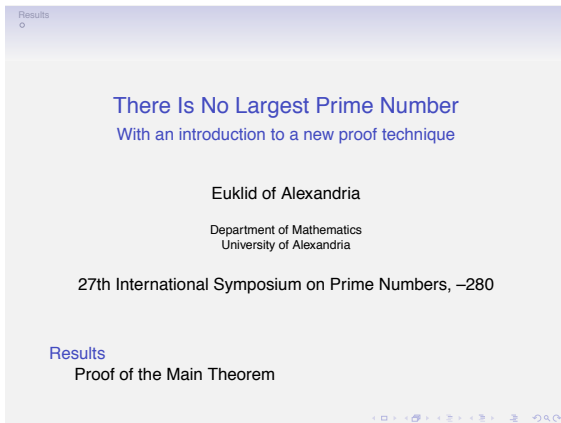 Results
There Is No Largest Prime Number
With an introduction to a new proof technique
Euklid of Alexandria
Department of Mathematics
University of Alexandria
27th International Symposium on Prime Numbers, –280
Results
Proof of the Main Theorem